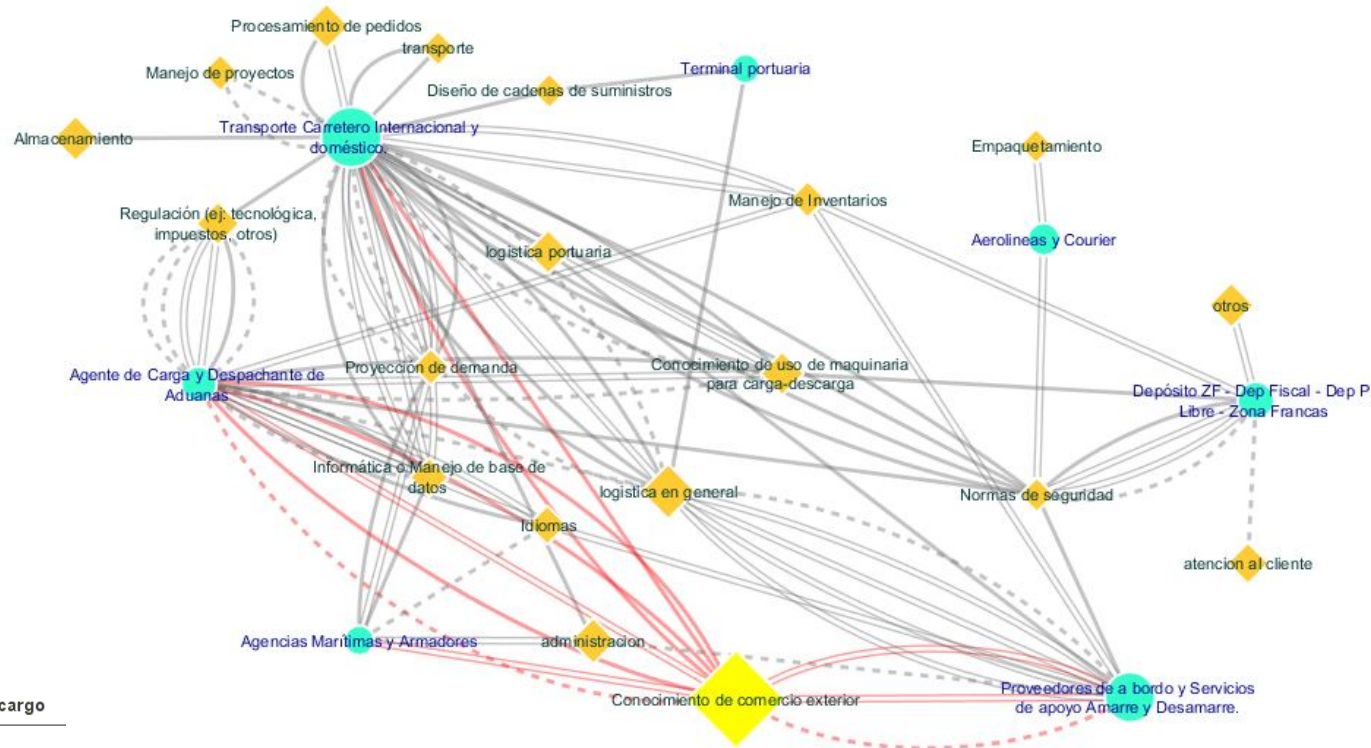 Procesamiento de pedidos
transporte
Manejo de proyectos
Terminal portuaria
Diseño de cadenas de suministros
Transporte Carretero Internacional y
doméstico.
Almacenamiento
Empaquetamiento
Manejo de Inventarios
Regulación (ej: tecnológica,
impuestos, otros)
Aerolineas y Courier
logistica portuaria
otros
Proyección de demanda
Conocimiento de uso de maquinaria
para carga-descarga
Agente de Carga y Despachante de
Aduanas
Depósito ZF - Dep Fiscal - Dep P
Libre - Zona Francas
Informática o Manejo de base de
datos
logistica en general
Normas de seguridad
Idiomas
atencion al cliente
Agencias Marítimas y Armadores
administracion
Conocimiento de comercio exterior
Proveedores de a bordo y Servicios
de apoyo Amarre y Desamarre.
cargo